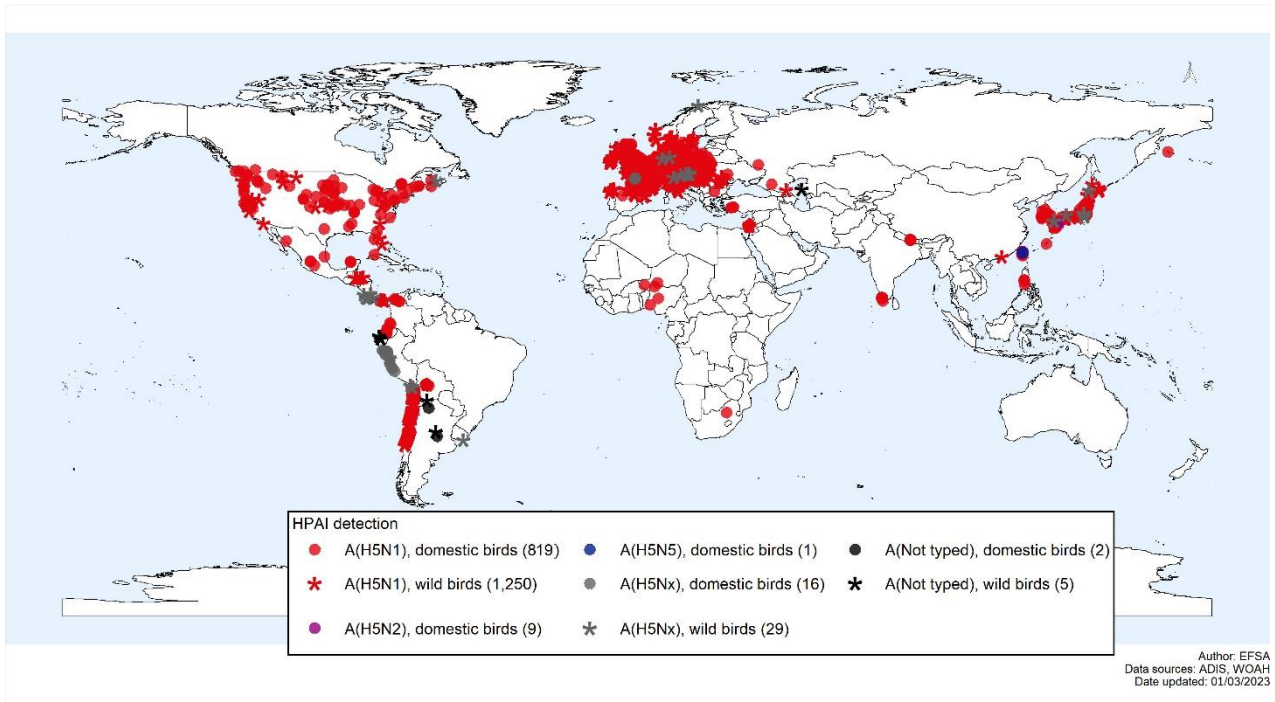 HPAI detection
A(H5N1), domestic birds (819)
A(H5N5), domestic birds (1)
A(Not typed), domestic birds (2)
A(H5N1), wild birds (1,250)
A(H5Nx), domestic birds (16)
A(Not typed), wild birds (5)
A(H5N2), domestic birds (9)
A(H5Nx), wild birds (29)
Author: EFSA
Data sources: ADIS, WOAH
Date updated: 01/03/2023